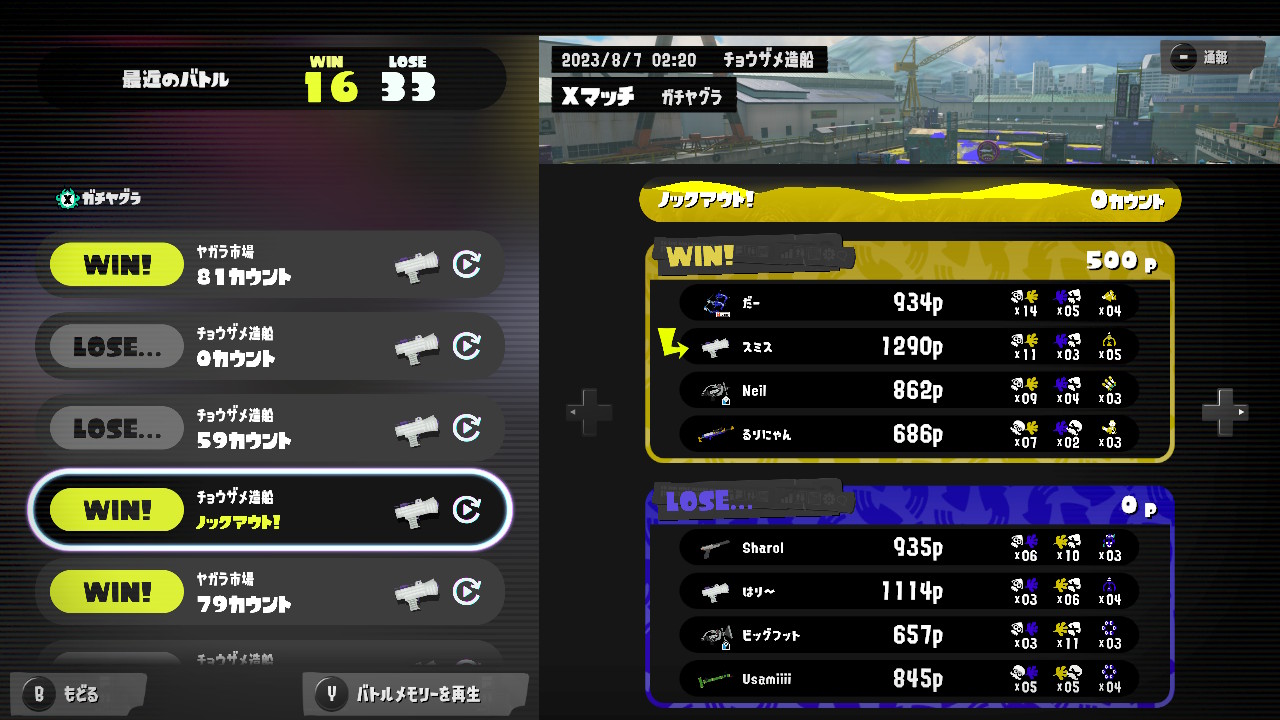 最近のバトル
WIN
16
LOSE
33
X ガチヤグラ
WIN!
ヤガラ市場
81カウント
LOSE...
チョウザメ造船
0カウント
LOSE...
チョウザメ造船
59カウント
WIN!
チョウザメ造船
ノックアウト!
WIN!
ヤガラ市場
79カウント
チョウザメ造船
B もどる
Y バトルメモリーを再生
2023/8/7 02:20 チョウザメ造船
Xマッチ ガチヤグラ
- 通報
ノックアウト! 0カウント
WIN! 500 p
だー 934p x14 x05 x04
スミス 1290p x11 x03 x05
Neil 862p x09 x04 x03
るりにゃん 686p x07 x02 x03
LOSE... 0 p
Sharol 935p x06 x10 x03
はり〜 1114p x03 x06 x04
ビッグフット 657p x03 x11 x03
Usamiiii 845p x05 x05 x04